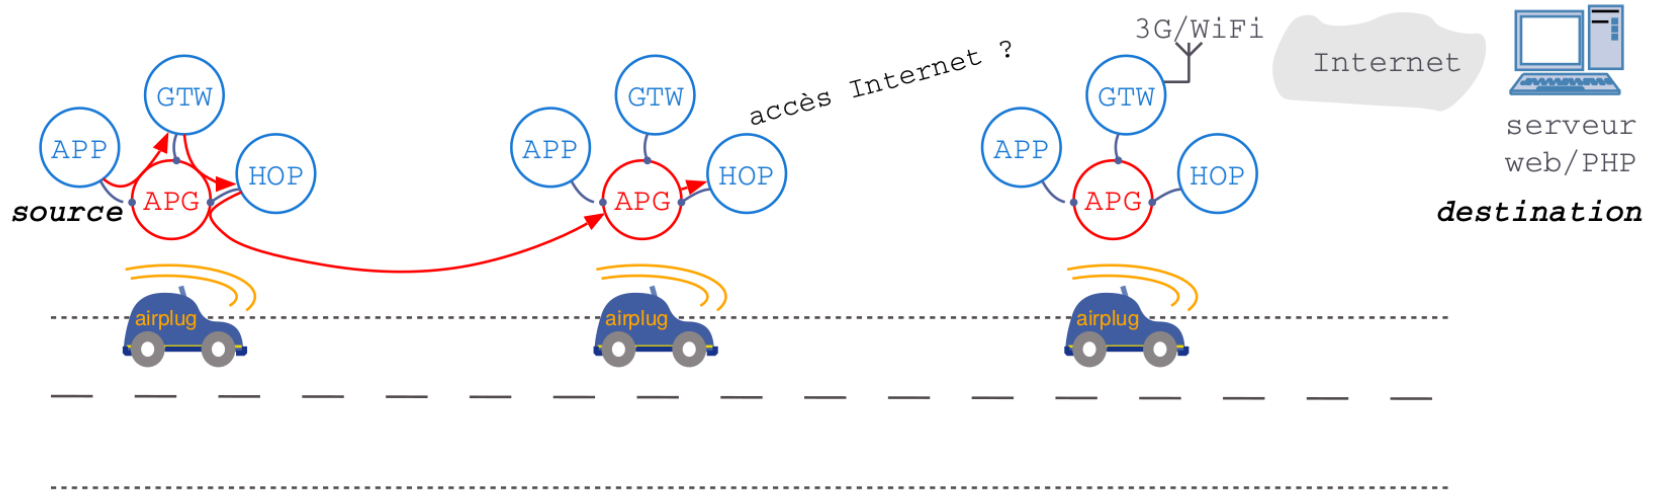 3G/WiFi
accès Internet ?
Internet
GTW
GTW
GTW
APP
HOP
APP
HOP
APP
HOP
serveur
web/PHP
APG
APG
APG
source
destination
airplug
airplug
airplug